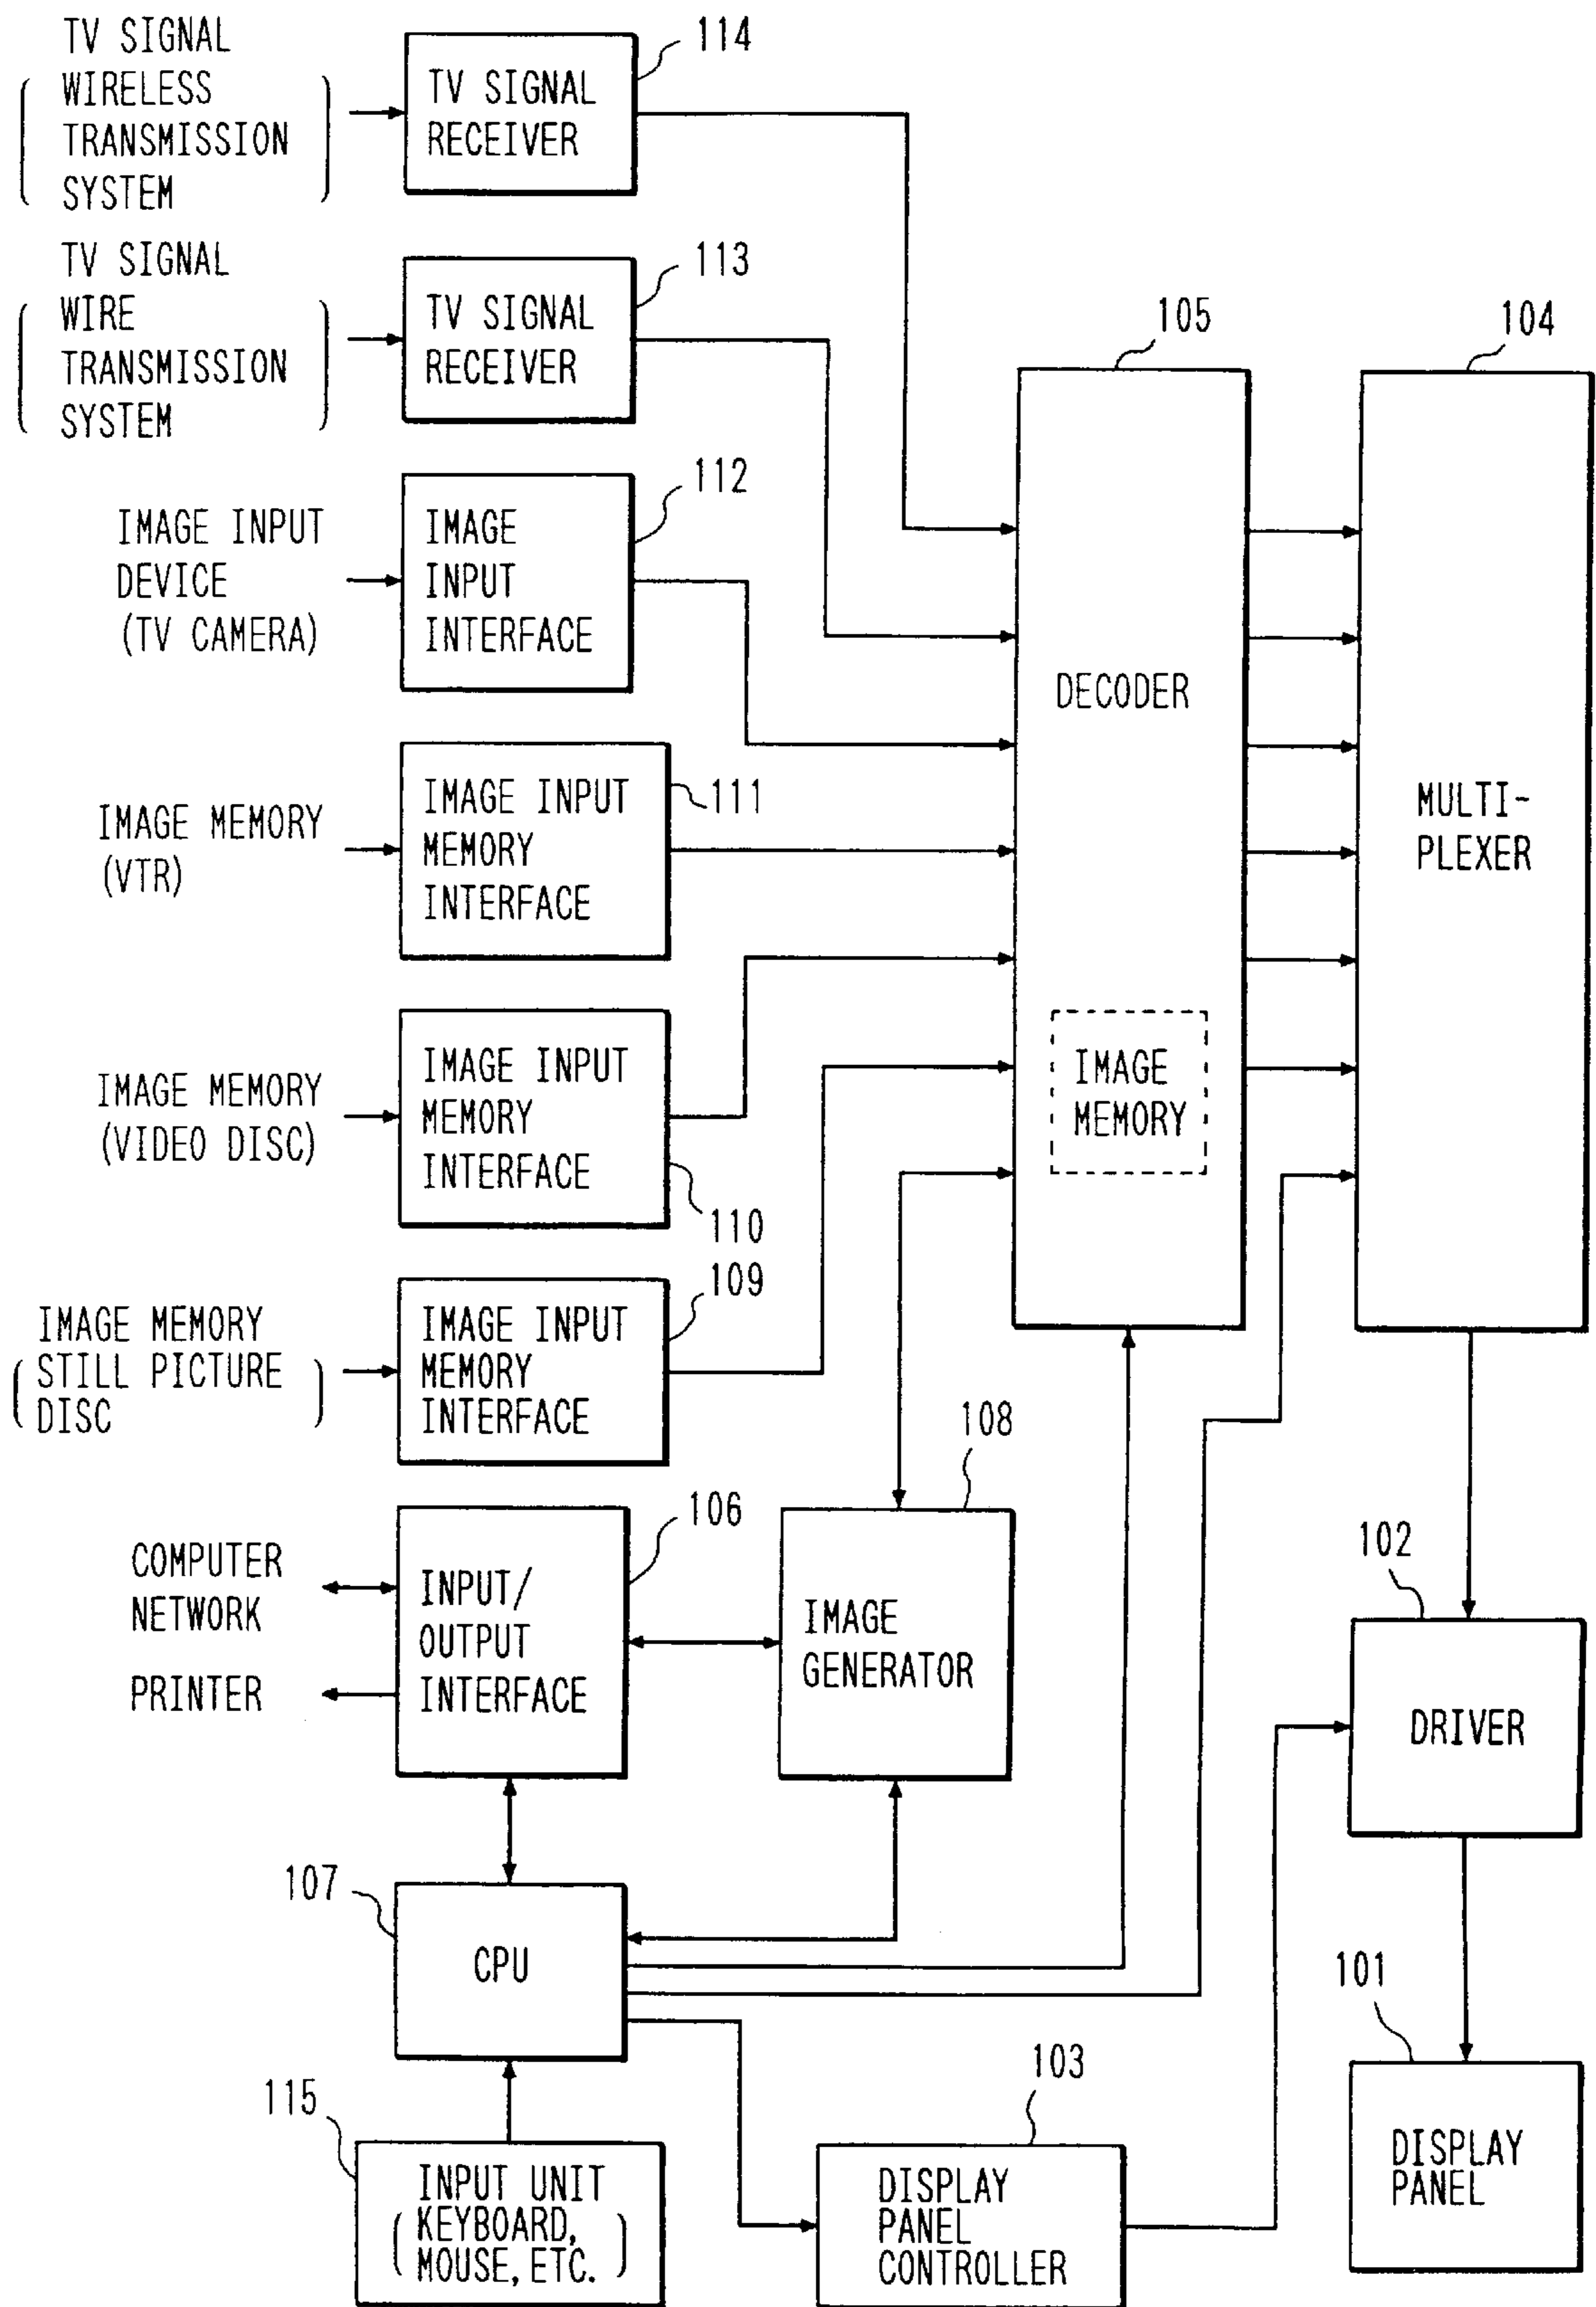 TV SIGNAL
WIRELESS
TRANSMISSION
SYSTEM
TV SIGNAL
RECEIVER
114
TV SIGNAL
WIRE
TRANSMISSION
SYSTEM
TV SIGNAL
RECEIVER
113
IMAGE INPUT
DEVICE
(TV CAMERA)
IMAGE
INPUT
INTERFACE
112
IMAGE MEMORY
(VTR)
IMAGE INPUT
MEMORY
INTERFACE
111
IMAGE MEMORY
(VIDEO DISC)
IMAGE INPUT
MEMORY
INTERFACE
110
IMAGE MEMORY
(STILL PICTURE
DISC)
IMAGE INPUT
MEMORY
INTERFACE
109
105
DECODER
IMAGE
MEMORY
104
MULTI-
PLEXER
COMPUTER
NETWORK
PRINTER
INPUT/
OUTPUT
INTERFACE
106
IMAGE
GENERATOR
108
102
DRIVER
107
CPU
101
DISPLAY
PANEL
115
INPUT UNIT
(KEYBOARD,
MOUSE, ETC.)
103
DISPLAY
PANEL
CONTROLLER